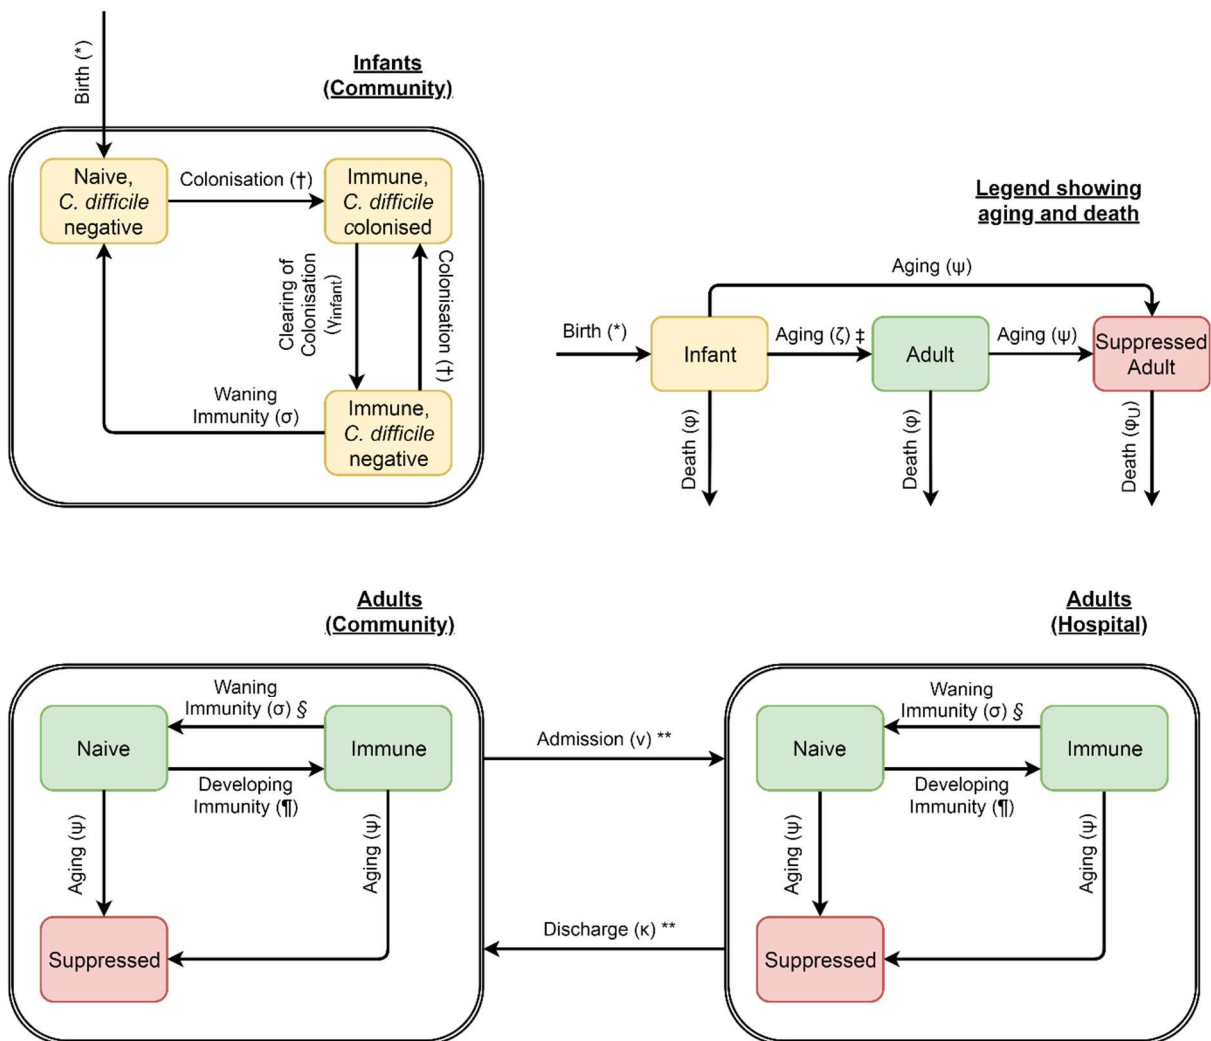 Birth (*)
Infants
(Community)
Naive,
C. difficile
negative
Colonisation (†)
Immune,
C. difficile
colonised
Clearing of
Colonisation
(γinfant)
Colonisation (†)
Waning
Immunity (σ)
Immune,
C. difficile
negative
Legend showing
aging and death
Aging (ψ)
Birth (*)
Infant
Aging (ζ) ‡
Adult
Aging (ψ)
Suppressed
Adult
Death (φ)
Death (φ)
Death (φU)
Adults
(Community)
Waning
Immunity (σ) §
Naive
Immune
Developing
Immunity (¶)
Aging (ψ)
Aging (ψ)
Suppressed
Admission (ν) **
Discharge (κ) **
Adults
(Hospital)
Waning
Immunity (σ) §
Naive
Immune
Developing
Immunity (¶)
Aging (ψ)
Aging (ψ)
Suppressed